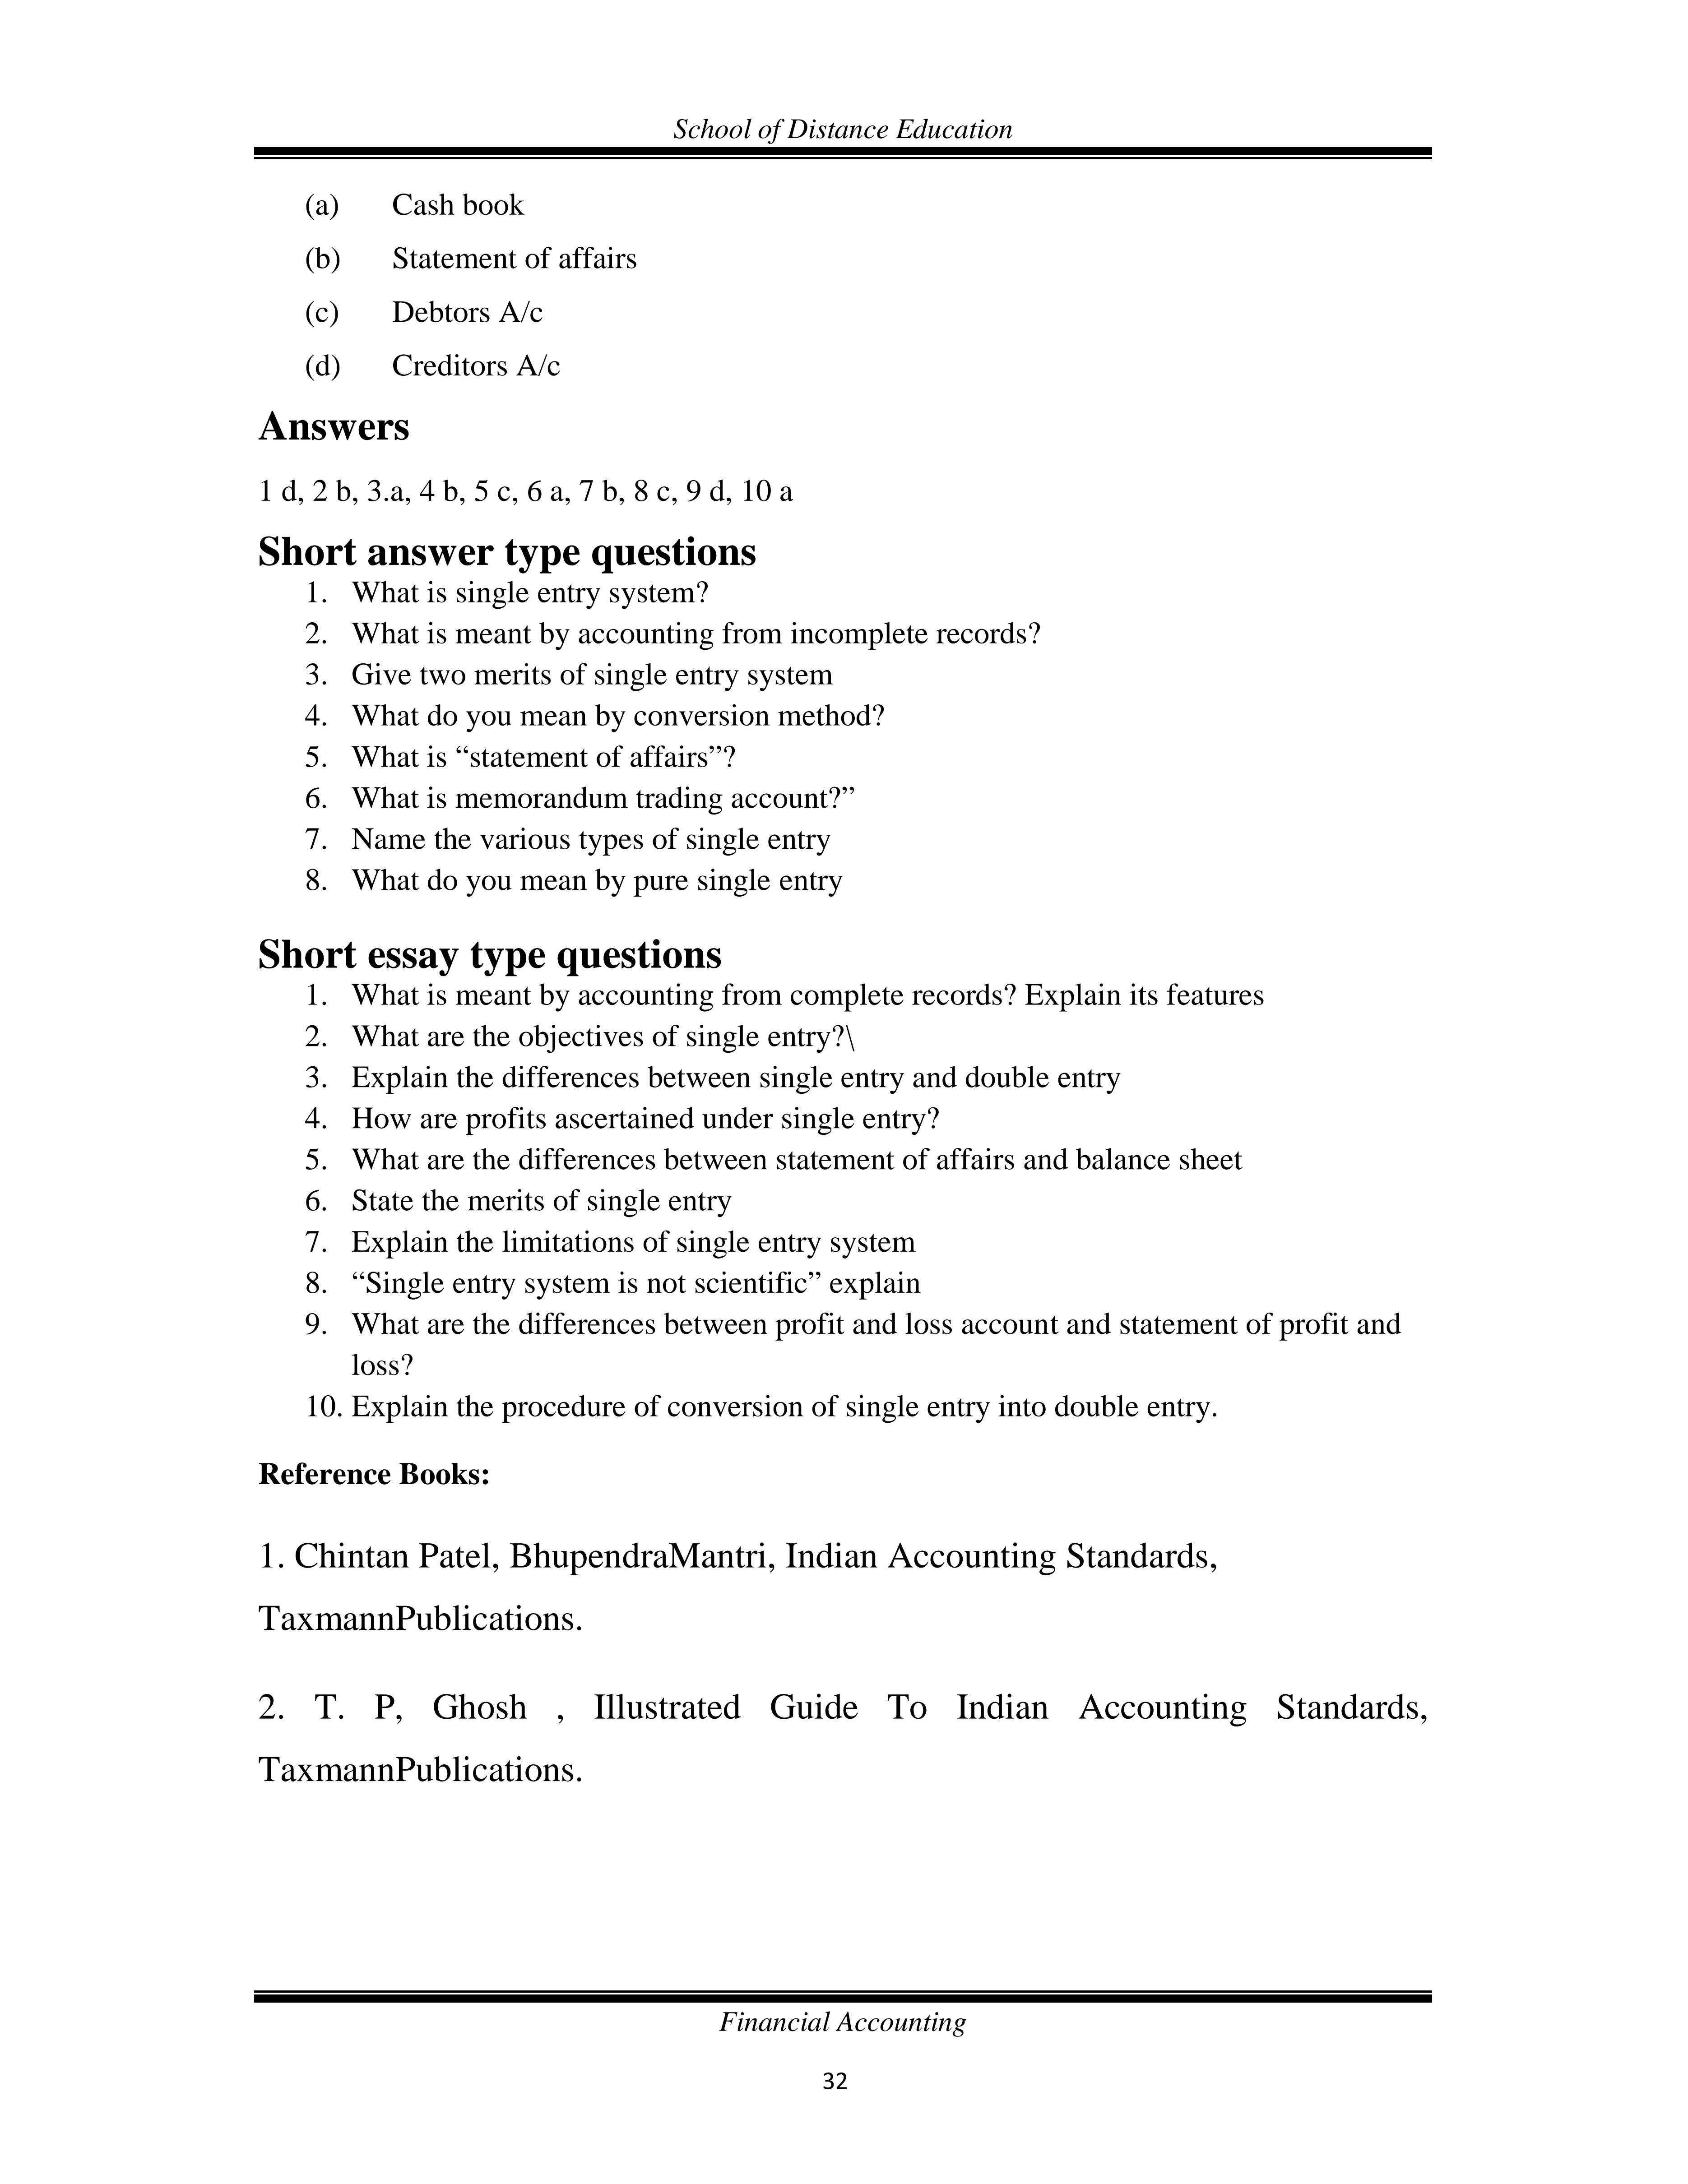 School of Distance Education
(a) Cash book
(b) Statement of affairs
(c) Debtors A/c
(d) Creditors A/c
Answers
1 d, 2 b, 3.a, 4 b, 5 c, 6 a, 7 b, 8 c, 9 d, 10 a
Short answer type questions
1. What is single entry system?
2. What is meant by accounting from incomplete records?
3. Give two merits of single entry system
4. What do you mean by conversion method?
5. What is “statement of affairs”?
6. What is memorandum trading account?”
7. Name the various types of single entry
8. What do you mean by pure single entry
Short essay type questions
1. What is meant by accounting from complete records? Explain its features
2. What are the objectives of single entry?\
3. Explain the differences between single entry and double entry
4. How are profits ascertained under single entry?
5. What are the differences between statement of affairs and balance sheet
6. State the merits of single entry
7. Explain the limitations of single entry system
8. “Single entry system is not scientific” explain
9. What are the differences between profit and loss account and statement of profit and
loss?
10. Explain the procedure of conversion of single entry into double entry.
Reference Books:
1. Chintan Patel, BhupendraMantri, Indian Accounting Standards,
TaxmannPublications.
2. T. P, Ghosh , Illustrated Guide To Indian Accounting Standards,
TaxmannPublications.
Financial Accounting
32